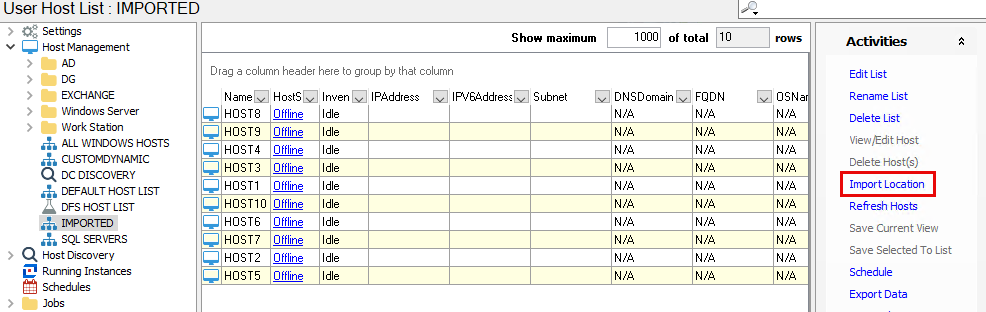 User Host List : IMPORTED
Settings
Host Management
AD
DG
EXCHANGE
Windows Server
Work Station
ALL WINDOWS HOSTS
CUSTOMDYNAMIC
DC DISCOVERY
DEFAULT HOST LIST
DFS HOST LIST
IMPORTED
SQL SERVERS
Host Discovery
Running Instances
Schedules
Jobs
Show maximum 1000 of total 10 rows
Drag a column header here to group by that column
Name HostS Inven IPAddress IPV6Address Subnet DNSDomain FQDN OSNar
HOST8 Offline Idle N/A N/A N/A
HOST9 Offline Idle N/A N/A N/A
HOST4 Offline Idle N/A N/A N/A
HOST3 Offline Idle N/A N/A N/A
HOST1 Offline Idle N/A N/A N/A
HOST10 Offline Idle N/A N/A N/A
HOST6 Offline Idle N/A N/A N/A
HOST7 Offline Idle N/A N/A N/A
HOST2 Offline Idle N/A N/A N/A
HOST5 Offline Idle N/A N/A N/A
Activities
Edit List
Rename List
Delete List
View/Edit Host
Delete Host(s)
Import Location
Refresh Hosts
Save Current View
Save Selected To List
Schedule
Export Data